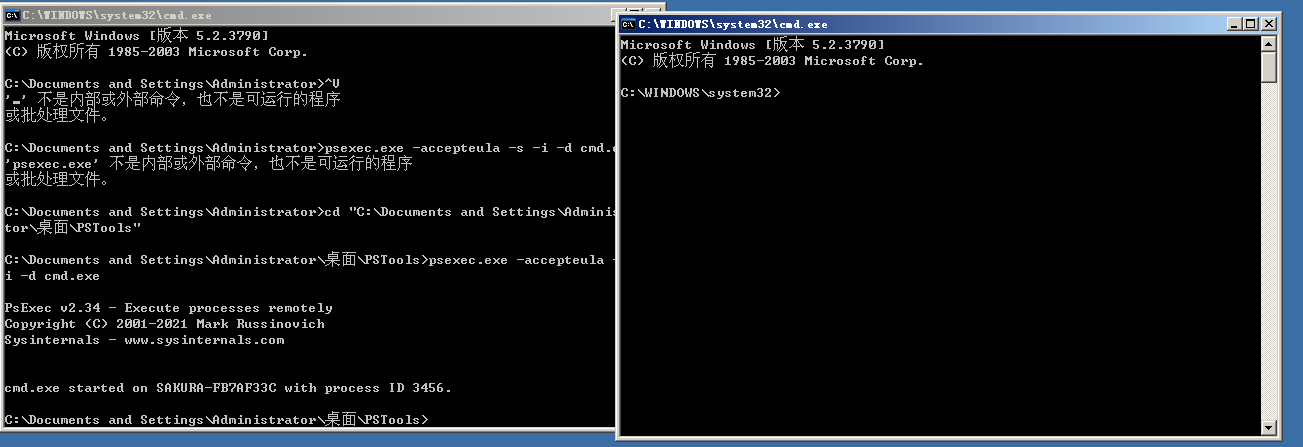 C:\WINDOWS\system32\cmd.exe
Microsoft Windows [版本 5.2.3790]
(C) 版权所有 1985-2003 Microsoft Corp.
C:\Documents and Settings\Administrator>^V
'▬' 不是内部或外部命令，也不是可运行的程序
或批处理文件。
C:\Documents and Settings\Administrator>psexec.exe -accepteula -s -i -d cmd.
'psexec.exe' 不是内部或外部命令，也不是可运行的程序
或批处理文件。
C:\Documents and Settings\Administrator>cd "C:\Documents and Settings\Adminis
tor\桌面\PSTools"
C:\Documents and Settings\Administrator\桌面\PSTools>psexec.exe -accepteula -
i -d cmd.exe
PsExec v2.34 - Execute processes remotely
Copyright (C) 2001-2021 Mark Russinovich
Sysinternals - www.sysinternals.com
cmd.exe started on SAKURA-FB7AF33C with process ID 3456.
C:\Documents and Settings\Administrator\桌面\PSTools>
C:\WINDOWS\system32\cmd.exe
Microsoft Windows [版本 5.2.3790]
(C) 版权所有 1985-2003 Microsoft Corp.
C:\WINDOWS\system32>